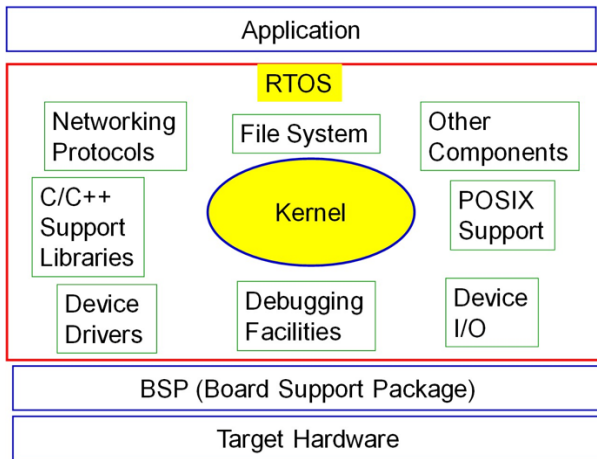 Application
RTOS
Networking
Protocols
File System
Other
Components
C/C++
Support
Libraries
Kernel
POSIX
Support
Device
Drivers
Debugging
Facilities
Device
I/O
BSP (Board Support Package)
Target Hardware